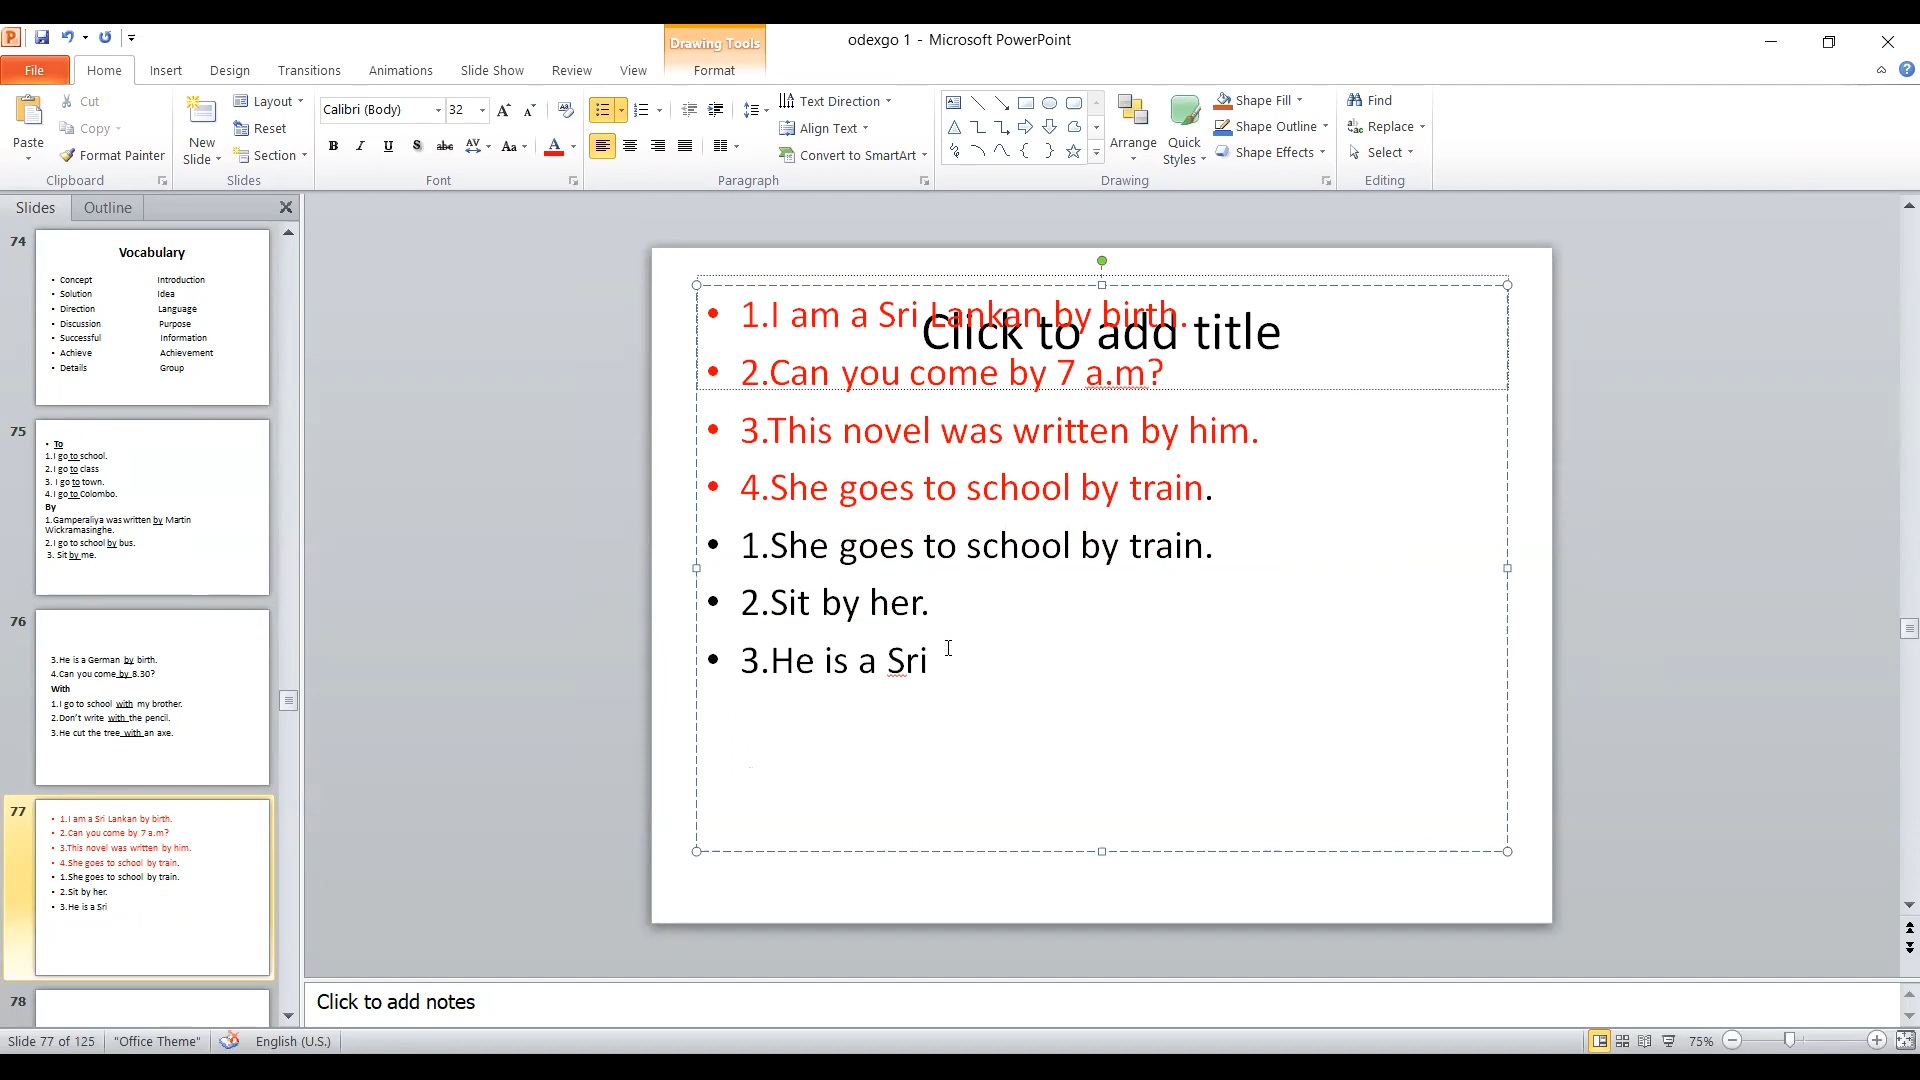 odexgo 1 - Microsoft PowerPoint
Drawing Tools
File
Home
Insert
Design
Transitions
Animations
Slide Show
Review
View
Format
Paste
Cut
Copy
Format Painter
Clipboard
New
Slide
Layout
Reset
Section
Slides
Calibri (Body)
32
B I U S abc AV Aa A
Font
Text Direction
Align Text
Convert to SmartArt
Paragraph
Arrange
Quick
Styles
Shape Fill
Shape Outline
Shape Effects
Drawing
Find
Replace
Select
Editing
Slides
Outline
74
Vocabulary
• Concept Introduction
• Solution Idea
• Direction Language
• Discussion Purpose
• Successful Information
• Achieve Achievement
• Details Group
75
• To
1.I go to school.
2.I go to class
3. I go to town.
4.I go to Colombo.
By
1.Gamperaliya was written by Martin
Wickramasinghe.
2.I go to school by bus.
3. Sit by me.
76
3.He is a German by birth.
4.Can you come by 8.30?
With
1.I go to school with my brother.
2.Don't write with the pencil.
3.He cut the tree with an axe.
77
• 1.I am a Sri Lankan by birth.
• 2.Can you come by 7 a.m?
• 3.This novel was written by him.
• 4.She goes to school by train.
• 1.She goes to school by train.
• 2.Sit by her.
• 3.He is a Sri
78
• 1.I am a Sri Lankan by birth.
Click to add title
• 2.Can you come by 7 a.m?
• 3.This novel was written by him.
• 4.She goes to school by train.
• 1.She goes to school by train.
• 2.Sit by her.
• 3.He is a Sri
Click to add notes
Slide 77 of 125
"Office Theme"
English (U.S.)
75%